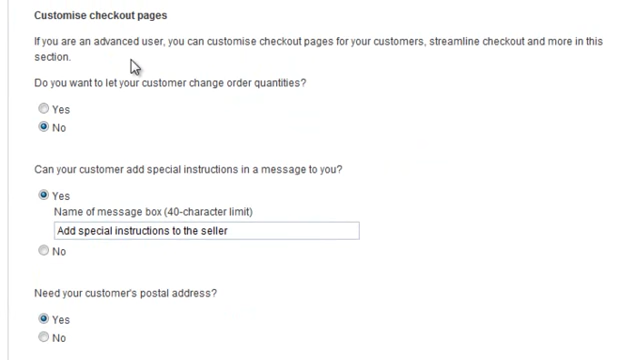 Customise checkout pages
If you are an advanced user, you can customise checkout pages for your customers, streamline checkout and more in this
section.
Do you want to let your customer change order quantities?
Yes
No
Can your customer add special instructions in a message to you?
Yes
Name of message box (40-character limit)
Add special instructions to the seller
No
Need your customer's postal address?
Yes
No